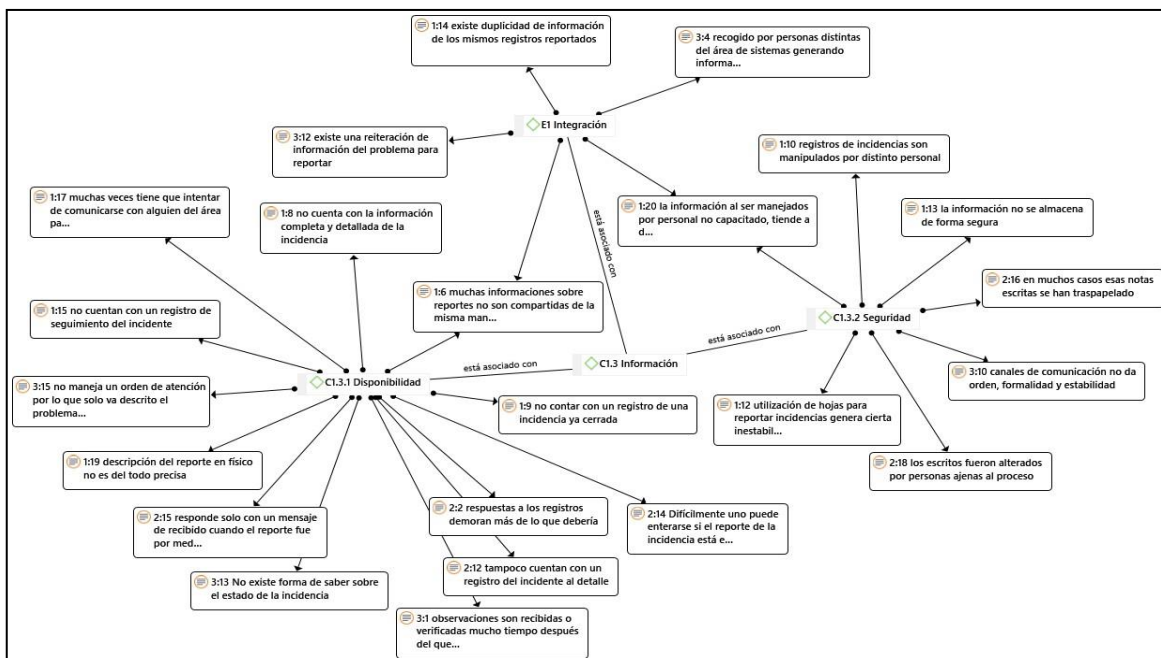 1:14 existe duplicidad de información
de los mismos registros reportados
3:4 recogido por personas distintas
del área de sistemas generando
informa...
E1 Integración
3:12 existe una reiteración de
información del problema para
reportar
1:10 registros de incidencias son
manipulados por distinto personal
1:17 muchas veces tiene que intentar
de comunicarse con alguien del área
pa...
1:8 no cuenta con la información
completa y detallada de la
incidencia
1:20 la información al ser manejados
por personal no capacitado, tiende a
d...
1:13 la información no se almacena
de forma segura
está asociado con
1:6 muchas informaciones sobre
reportes no son compartidas de la
misma man...
2:16 en muchos casos esas notas
escritas se han traspapelado
1:15 no cuentan con un registro de
seguimiento del incidente
C1.3.2 Seguridad
está asociado con
C1.3 Información
está asociado con
C1.3.1 Disponibilidad
3:10 canales de comunicación no da
orden, formalidad y estabilidad
3:15 no maneja un orden de atención
por lo que solo va descrito el
problema...
1:9 no contar con un registro de una
incidencia ya cerrada
1:12 utilización de hojas para
reportar incidencias genera cierta
inestabil...
1:19 descripción del reporte en físico
no es del todo precisa
2:18 los escritos fueron alterados
por personas ajenas al proceso
2:15 responde solo con un mensaje
de recibido cuando el reporte fue
por med...
2:2 respuestas a los registros
demoran más de lo que debería
2:14 Difícilmente uno puede
enterarse si el reporte de la
incidencia está e...
3:13 No existe forma de saber sobre
el estado de la incidencia
2:12 tampoco cuentan con un
registro del incidente al detalle
3:1 observaciones son recibidas o
verificadas mucho tiempo después
del que...